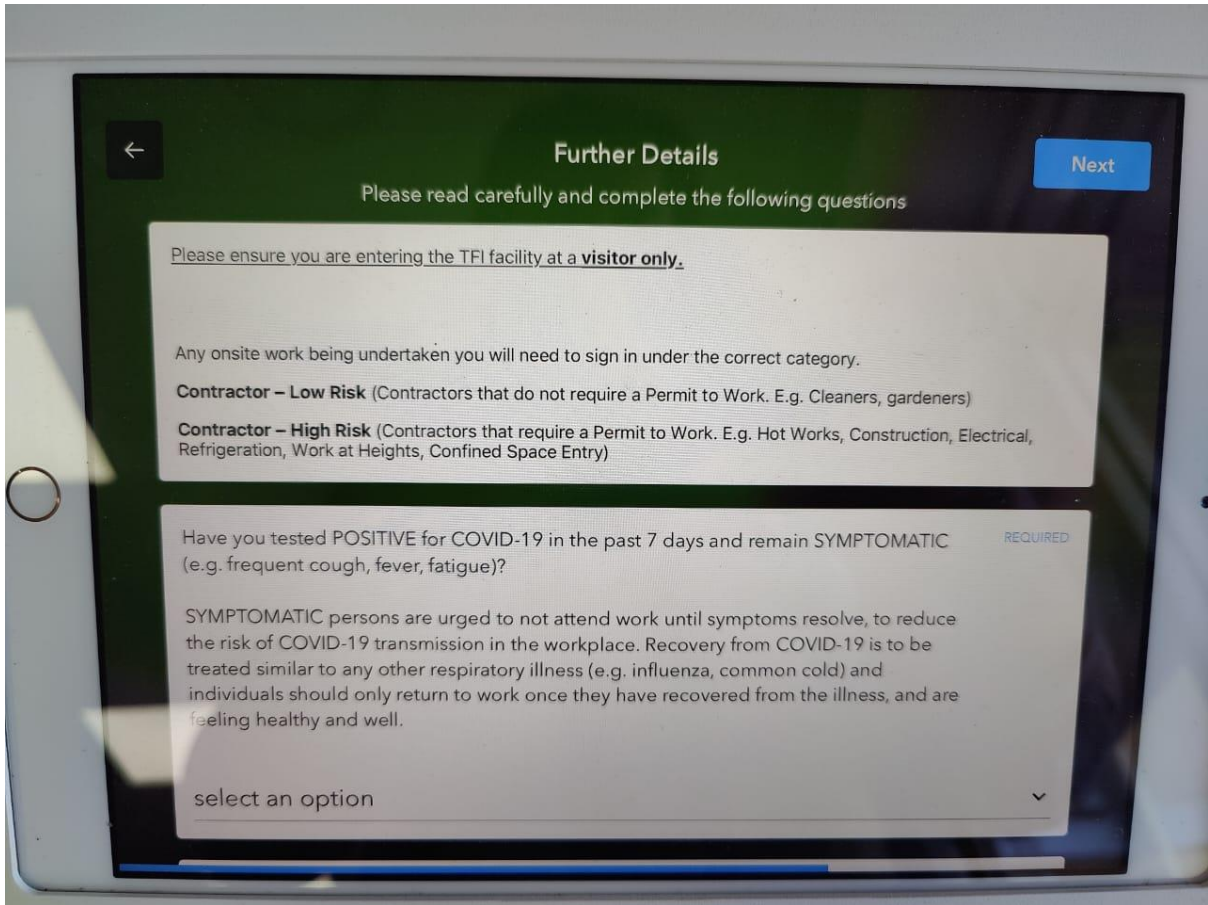 Further Details
Next
Please read carefully and complete the following questions
Please ensure you are entering the TFI facility at a visitor only.
Any onsite work being undertaken you will need to sign in under the correct category.
Contractor – Low Risk (Contractors that do not require a Permit to Work. E.g. Cleaners, gardeners)
Contractor – High Risk (Contractors that require a Permit to Work. E.g. Hot Works, Construction, Electrical,
Refrigeration, Work at Heights, Confined Space Entry)
Have you tested POSITIVE for COVID-19 in the past 7 days and remain SYMPTOMATIC
REQUIRED
(e.g. frequent cough, fever, fatigue)?
SYMPTOMATIC persons are urged to not attend work until symptoms resolve, to reduce
the risk of COVID-19 transmission in the workplace. Recovery from COVID-19 is to be
treated similar to any other respiratory illness (e.g. influenza, common cold) and
individuals should only return to work once they have recovered from the illness, and are
feeling healthy and well.
select an option